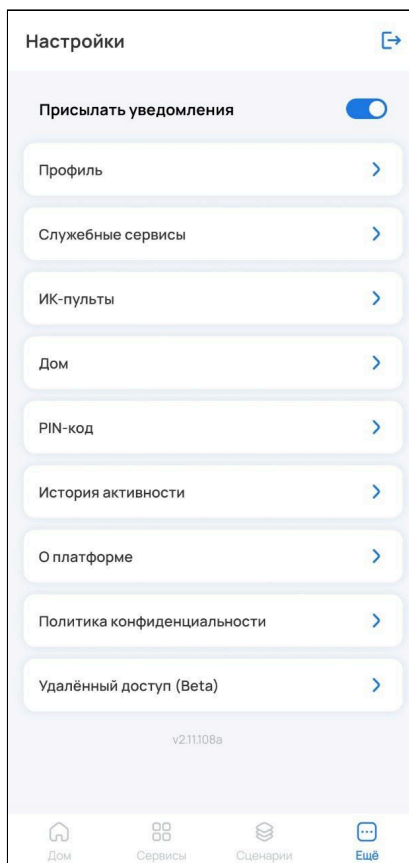 Настройки
Присылать уведомления
Профиль
Служебные сервисы
ИК-пульты
Дом
PIN-код
История активности
О платформе
Политика конфиденциальности
Удалённый доступ (Beta)
v2.11.108a
Дом Сервисы Сценарии Ещё